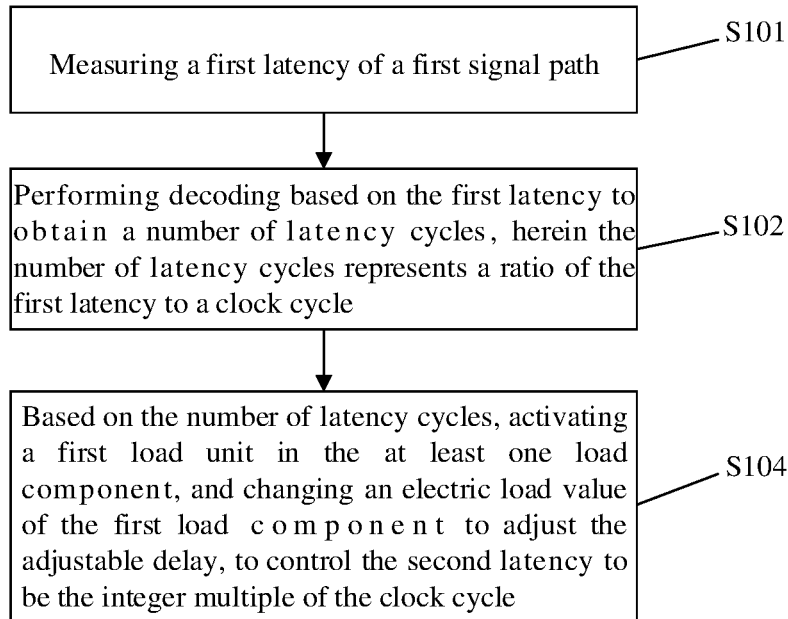 Measuring a first latency of a first signal path
S101
Performing decoding based on the first latency to
obtain a number of latency cycles, herein the
number of latency cycles represents a ratio of the
first latency to a clock cycle
S102
Based on the number of latency cycles, activating
a first load unit in the at least one load
component, and changing an electric load value
of the first load component to adjust the
adjustable delay, to control the second latency to
be the integer multiple of the clock cycle
S104